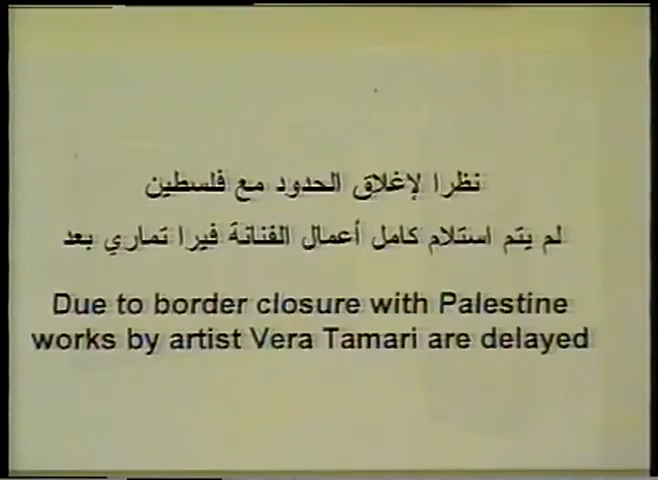 نظرا لإغلاق الحدود مع فلسطين
لم يتم استلام كامل أعمال الفنانة فيرا تماري بعد
Due to border closure with Palestine
works by artist Vera Tamari are delayed